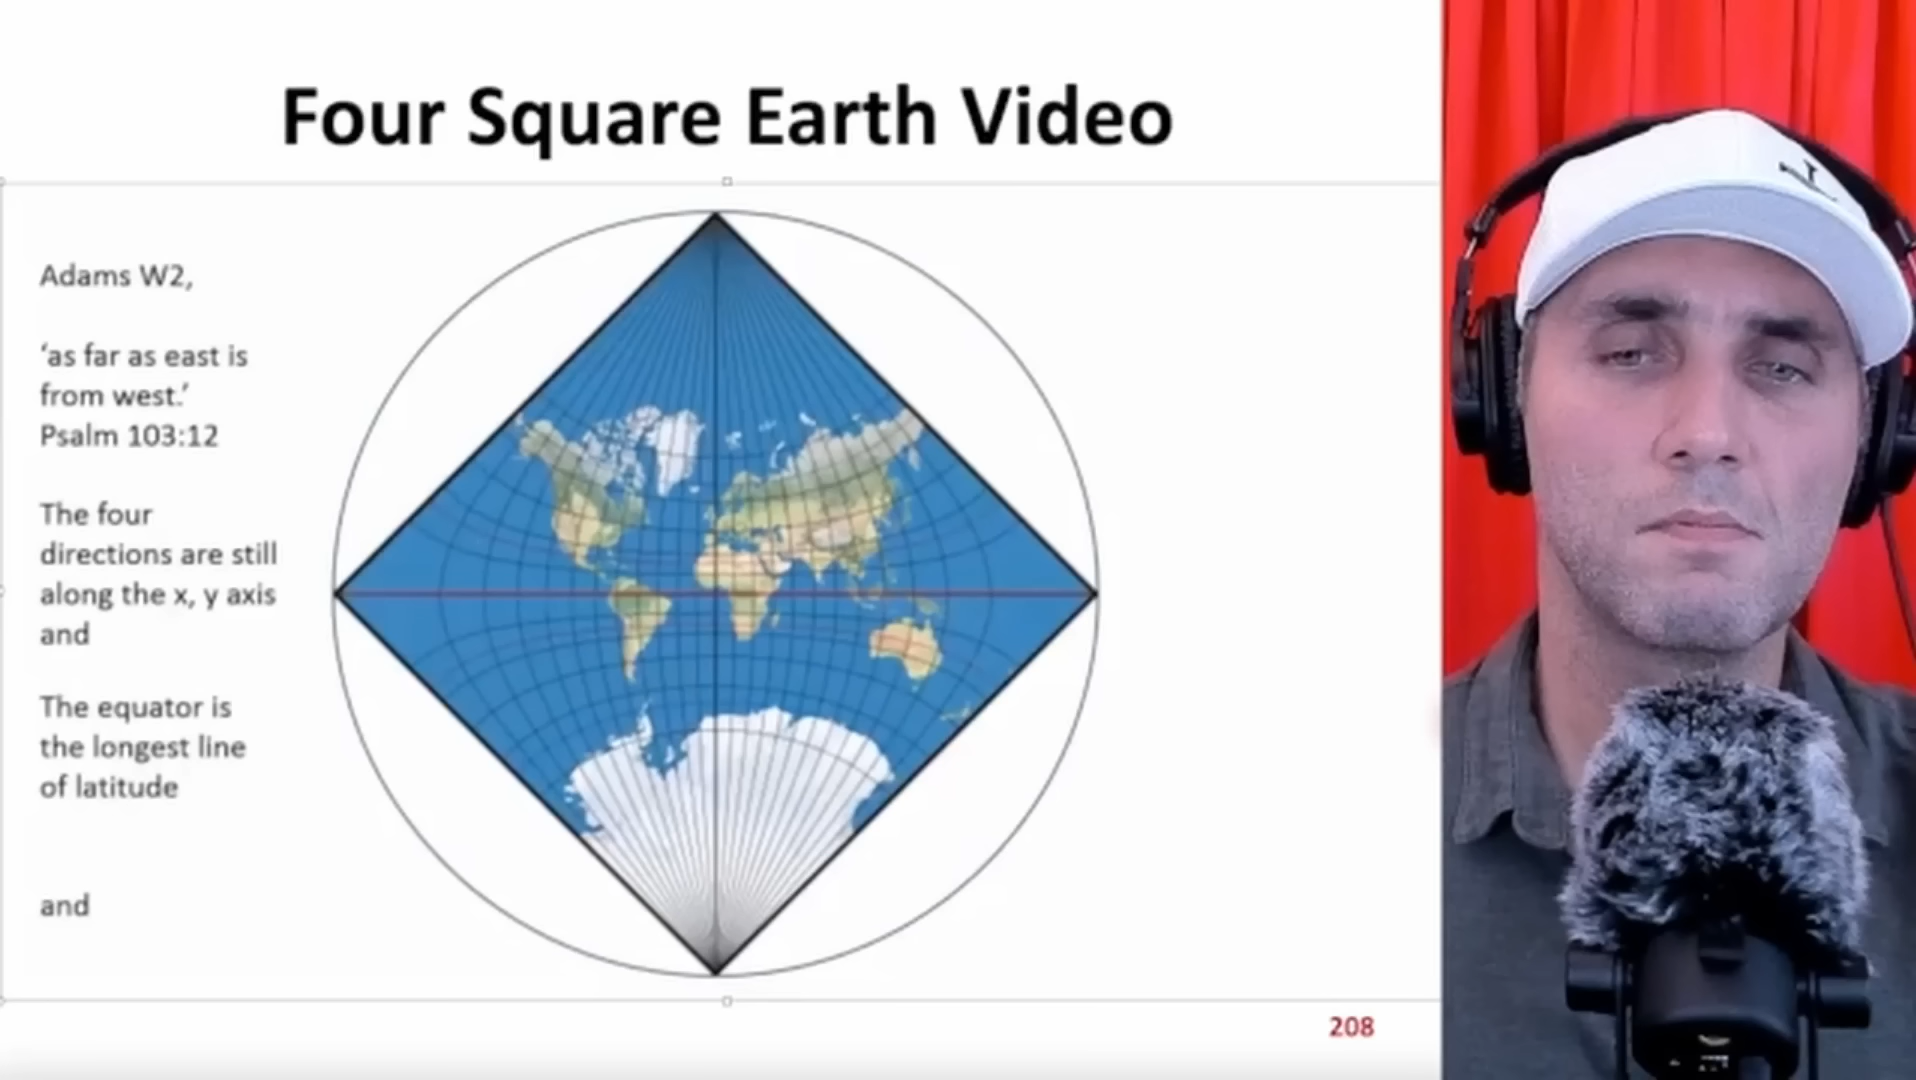 Four Square Earth Video
Adams W2,
‘as far as east is
from west.’
Psalm 103:12
The four
directions are still
along the x, y axis
and
The equator is
the longest line
of latitude
and
208